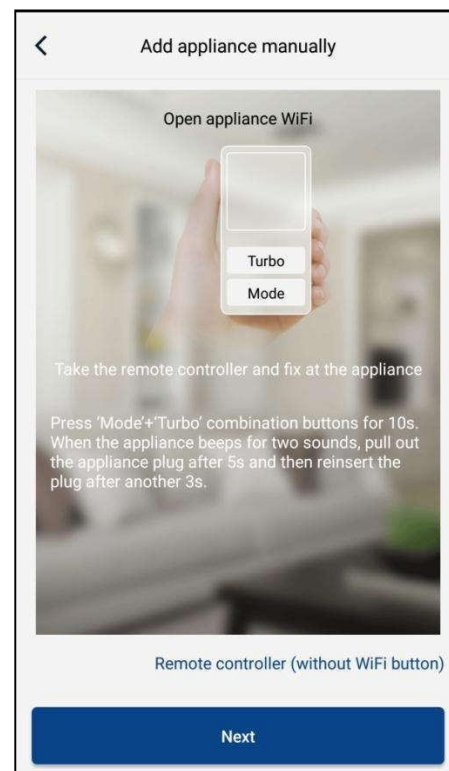 Add appliance manually
Open appliance WiFi
Turbo
Mode
Take the remote controller and fix at the appliance
Press ‘Mode’+‘Turbo’ combination buttons for 10s.
When the appliance beeps for two sounds, pull out
the appliance plug after 5s and then reinsert the
plug after another 3s.
Remote controller (without WiFi button)
Next